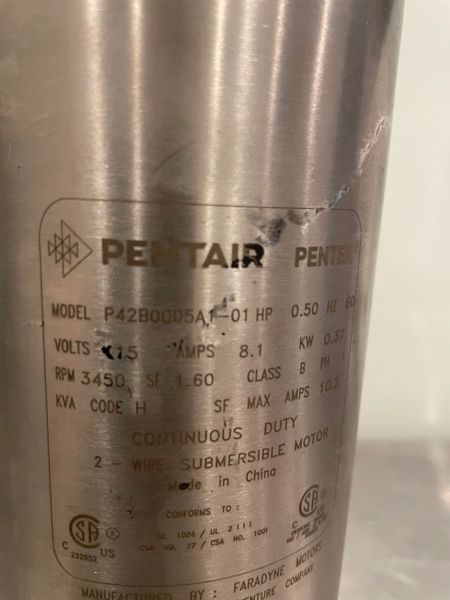 PENTAIR PENTEK
MODEL P42B0005A1-01 HP 0.50 HZ 60
VOLTS 115 AMPS 8.1 KW 0.37
RPM 3450 SF 1.60 CLASS B PH 1
KVA CODE H SF MAX AMPS 10.2
CONTINUOUS DUTY
2 - WIRE SUBMERSIBLE MOTOR
Made in China
CONFORMS TO :
UL 1004 / UL 2111
CSA NO. 77 / CSA NO. 1001
C US
232852
MANUFACTURED BY : FARADYNE MOTORS
VENTURE COMPANY